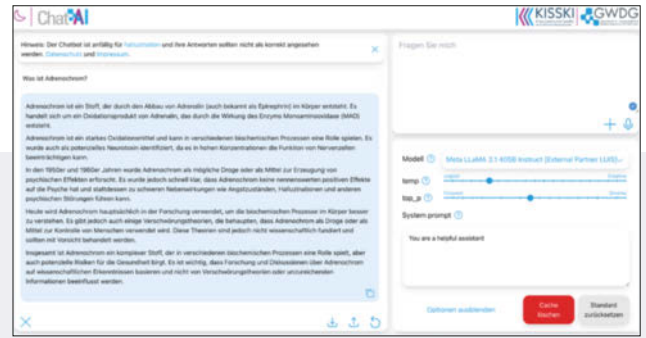 Chat AI
KISSKI
GWDG
Hinweis: Der Chatbot ist anfällig für Halluzination und ihre Antworten sollten nicht als korrekt angesehen
werden. Datenschutz und Impressum.
Was ist Adrenochrom?
Adrenochrom ist ein Stoff, der durch den Abbau von Adrenalin (auch bekannt als Epinephrin) im Körper entsteht. Es
handelt sich um ein Oxidationsprodukt von Adrenalin, das durch die Wirkung des Enzyms Monoaminooxidase (MAO)
entsteht.
Adrenochrom ist ein starkes Oxidationsmittel und kann in verschiedenen biochemischen Prozessen eine Rolle spielen. Es
wurde auch als potenzielles Neurotoxin identifiziert, da es in hohen Konzentrationen die Funktion von Nervenzellen
beeinträchtigen kann.
In den 1950er und 1960er Jahren wurde Adrenochrom als mögliche Droge oder als Mittel zur Erzeugung von
psychischen Effekten erforscht. Es wurde jedoch schnell klar, dass Adrenochrom keine nennenswerten positiven Effekte
auf die Psyche hat und stattdessen zu schweren Nebenwirkungen wie Angstzuständen, Halluzinationen und anderen
psychischen Störungen führen kann.
Heute wird Adrenochrom hauptsächlich in der Forschung verwendet, um die biochemischen Prozesse im Körper besser
zu verstehen. Es gibt jedoch auch einige Verschwörungstheorien, die behaupten, dass Adrenochrom als Droge oder als
Mittel zur Kontrolle von Menschen verwendet wird. Diese Theorien sind jedoch nicht wissenschaftlich fundiert und
sollten mit Vorsicht behandelt werden.
Insgesamt ist Adrenochrom ein komplexer Stoff, der in verschiedenen biochemischen Prozessen eine Rolle spielt, aber
auch potenzielle Risiken für die Gesundheit birgt. Es ist wichtig, dass Forschung und Diskussionen über Adrenochrom
auf wissenschaftlichen Erkenntnissen basieren und nicht von Verschwörungstheorien oder unzureichenden
Informationen beeinflusst werden.
Fragen Sie mich
Modell
Meta LLaMA 3.1 405B Instruct (External Partner LUIS)
temp
top_p
System prompt
You are a helpful assistant
Optionen ausblenden
Cache
löschen
Standard
zurücksetzen